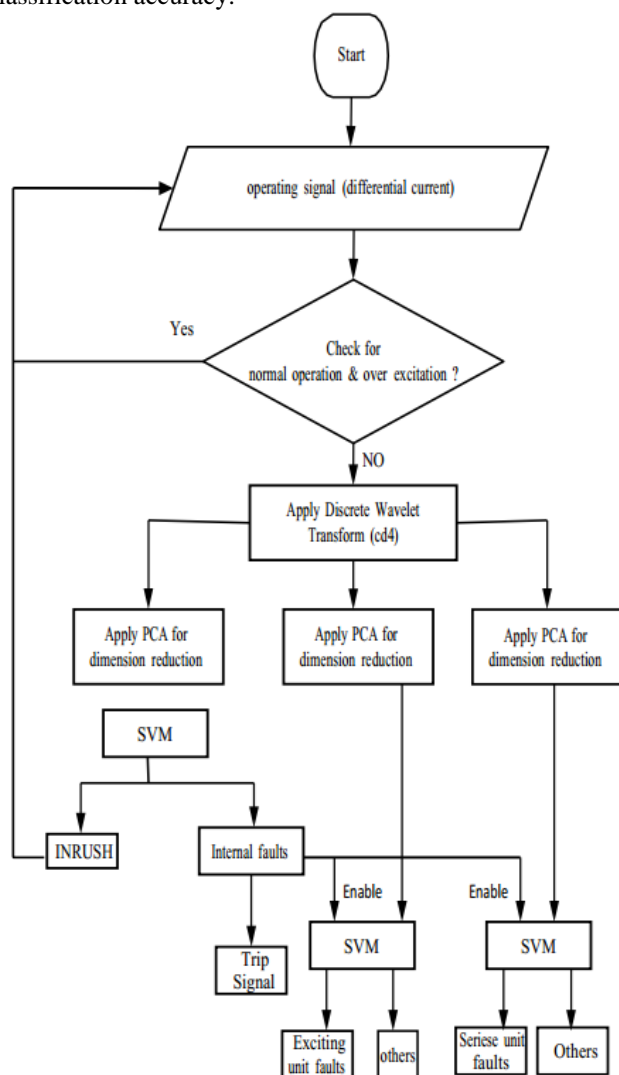 lassification accuracy.
Start
operating signal (differential current)
Yes
Check for
normal operation & over excitation ?
NO
Apply Discrete Wavelet
Transform (cd4)
Apply PCA for
dimension reduction
Apply PCA for
dimension reduction
Apply PCA for
dimension reduction
SVM
INRUSH
Internal faults
Enable
Enable
Trip
Signal
SVM
SVM
Exciting
unit faults
others
Seriese unit
faults
Others